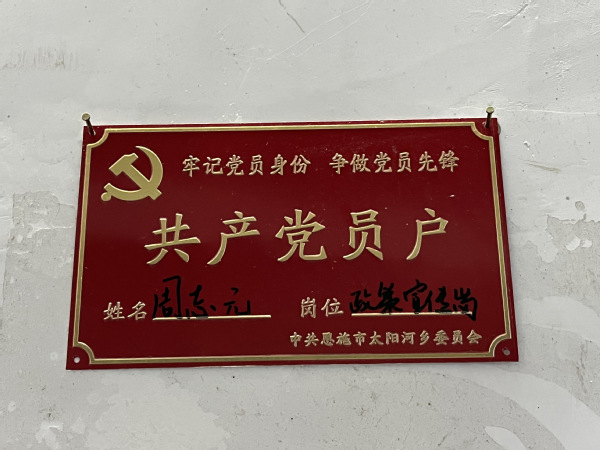 牢记党员身份 争做党员先锋
共产党员户
姓名 周志元 岗位 政策宣传岗
中共恩施市太阳河乡委员会